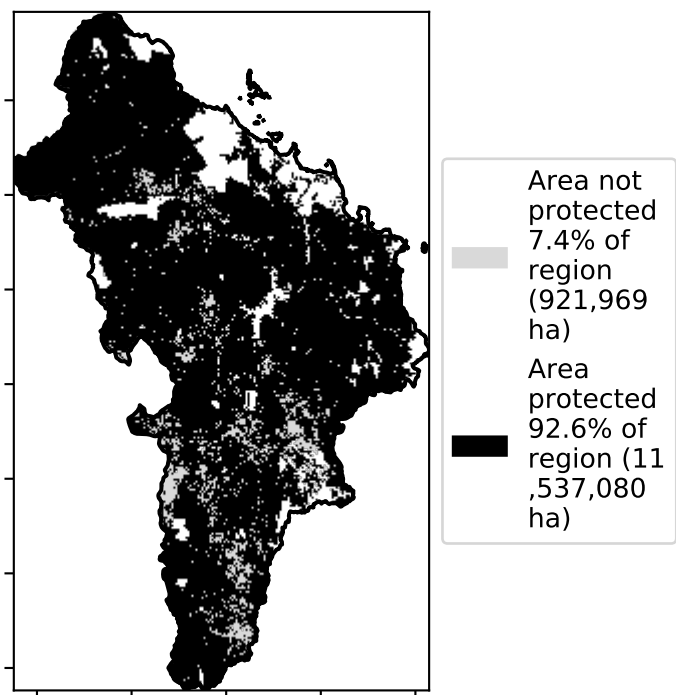 Area not
protected
7.4% of
region
(921,969
ha)
Area
protected
92.6% of
region (11
,537,080
ha)